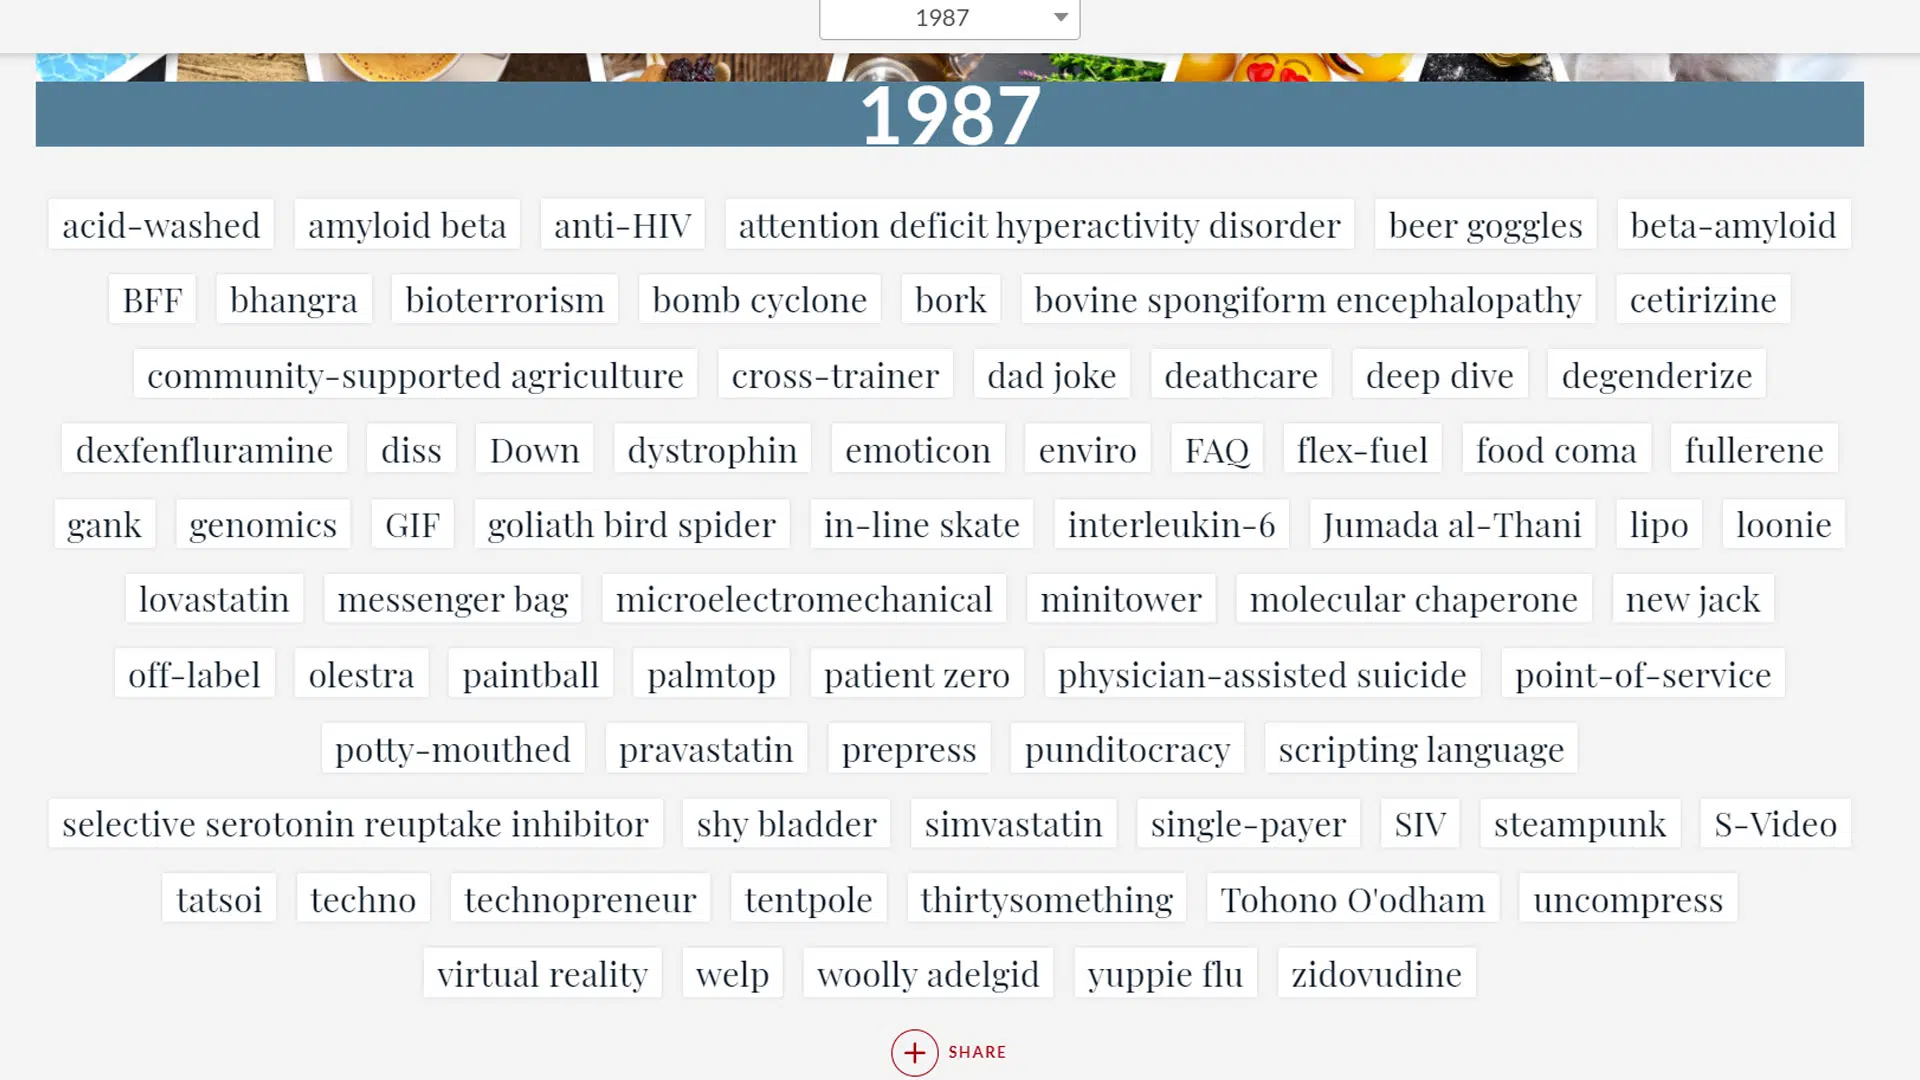 1987
1987
acid-washed amyloid beta anti-HIV attention deficit hyperactivity disorder beer goggles beta-amyloid
BFF bhangra bioterrorism bomb cyclone bork bovine spongiform encephalopathy cetirizine
community-supported agriculture cross-trainer dad joke deathcare deep dive degenderize
dexfenfluramine diss Down dystrophin emoticon enviro FAQ flex-fuel food coma fullerene
gank genomics GIF goliath bird spider in-line skate interleukin-6 Jumada al-Thani lipo loonie
lovastatin messenger bag microelectromechanical minitower molecular chaperone new jack
off-label olestra paintball palmtop patient zero physician-assisted suicide point-of-service
potty-mouthed pravastatin prepress punditocracy scripting language
selective serotonin reuptake inhibitor shy bladder simvastatin single-payer SIV steampunk S-Video
tatsoi techno technopreneur tentpole thirtysomething Tohono O'odham uncompress
virtual reality welp woolly adelgid yuppie flu zidovudine
SHARE